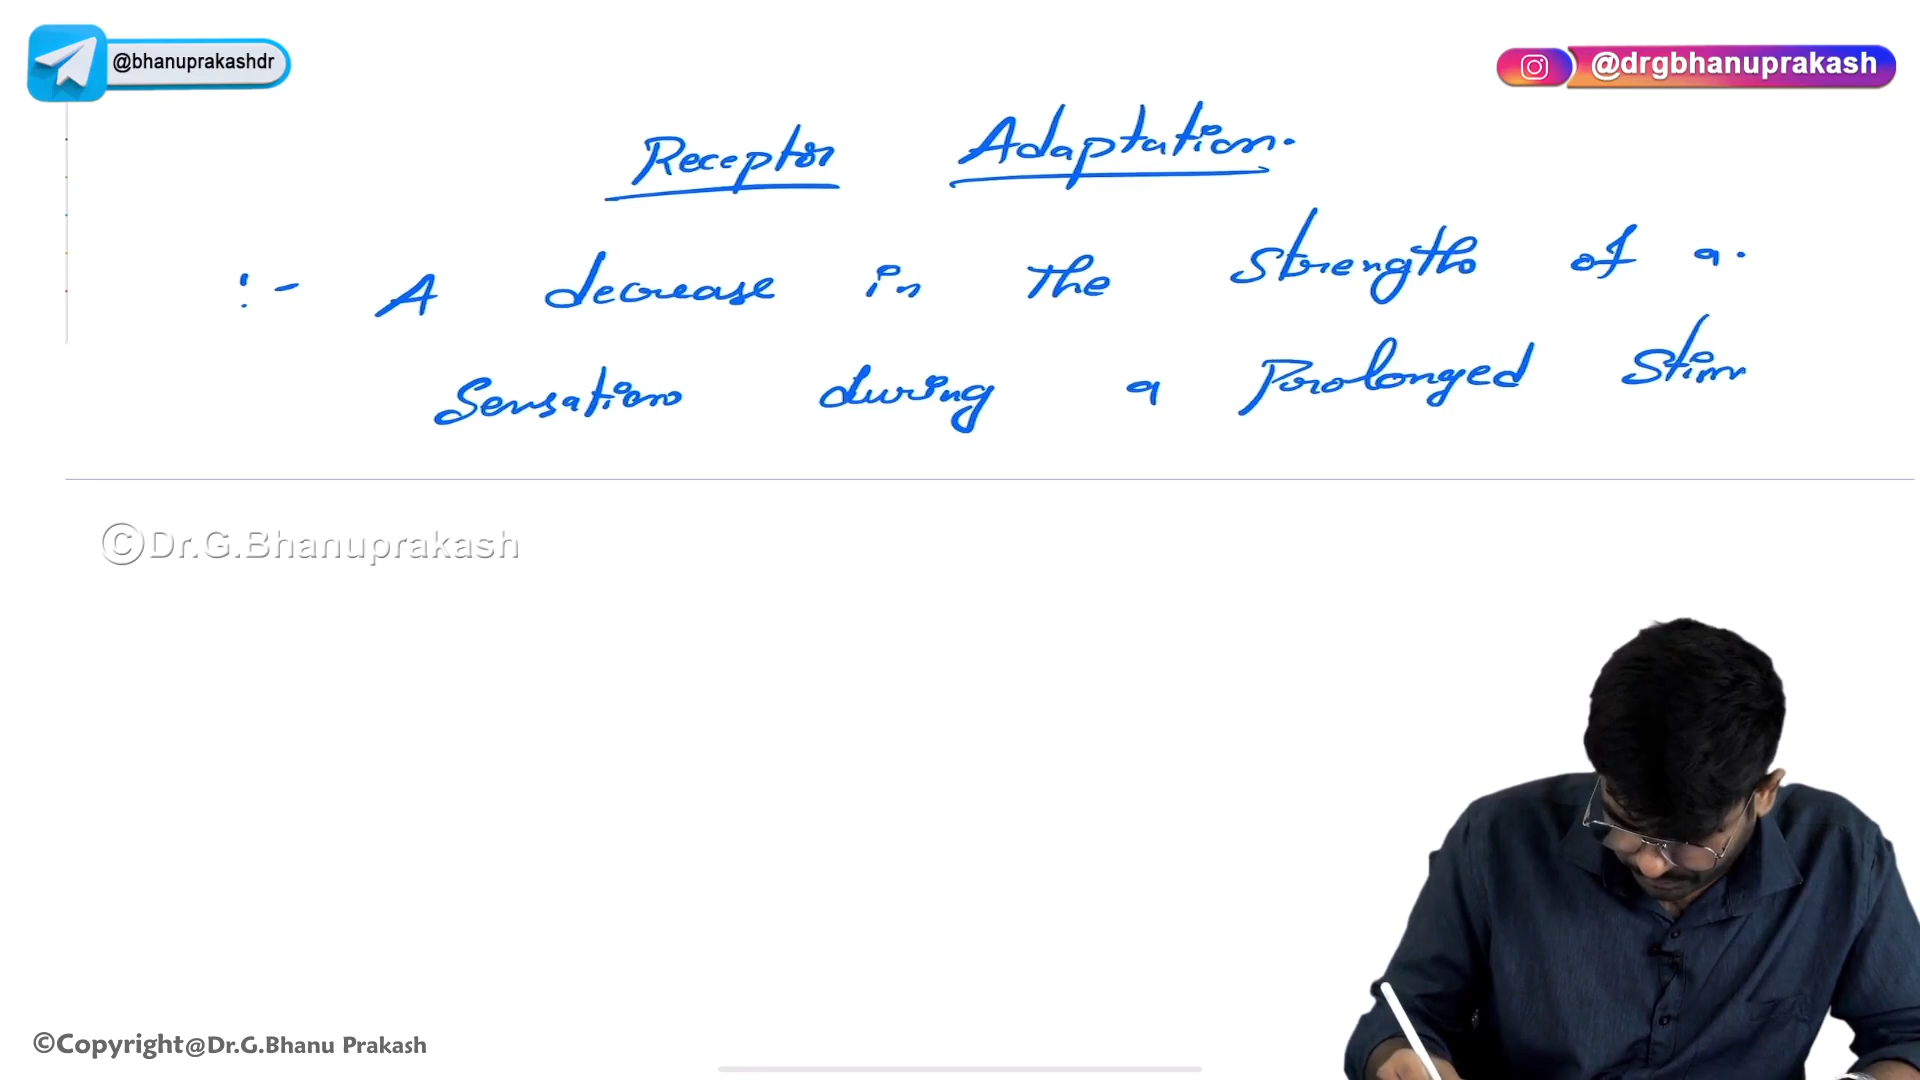 @bhanuprakashdr
@drgbhanuprakash
Receptor Adaptation.
:- A decrease in the strength of a.
Sensation during a Prolonged Stim
©Dr.G.Bhanuprakash
©Copyright@Dr.G.Bhanu Prakash